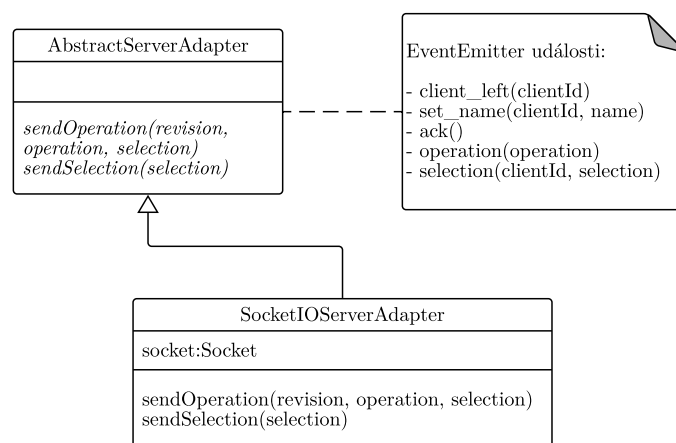 AbstractServerAdapter
sendOperation(revision,
operation, selection)
sendSelection(selection)
EventEmitter události:
- client_left(clientId)
- set_name(clientId, name)
- ack()
- operation(operation)
- selection(clientId, selection)
SocketIOServerAdapter
socket:Socket
sendOperation(revision, operation, selection)
sendSelection(selection)